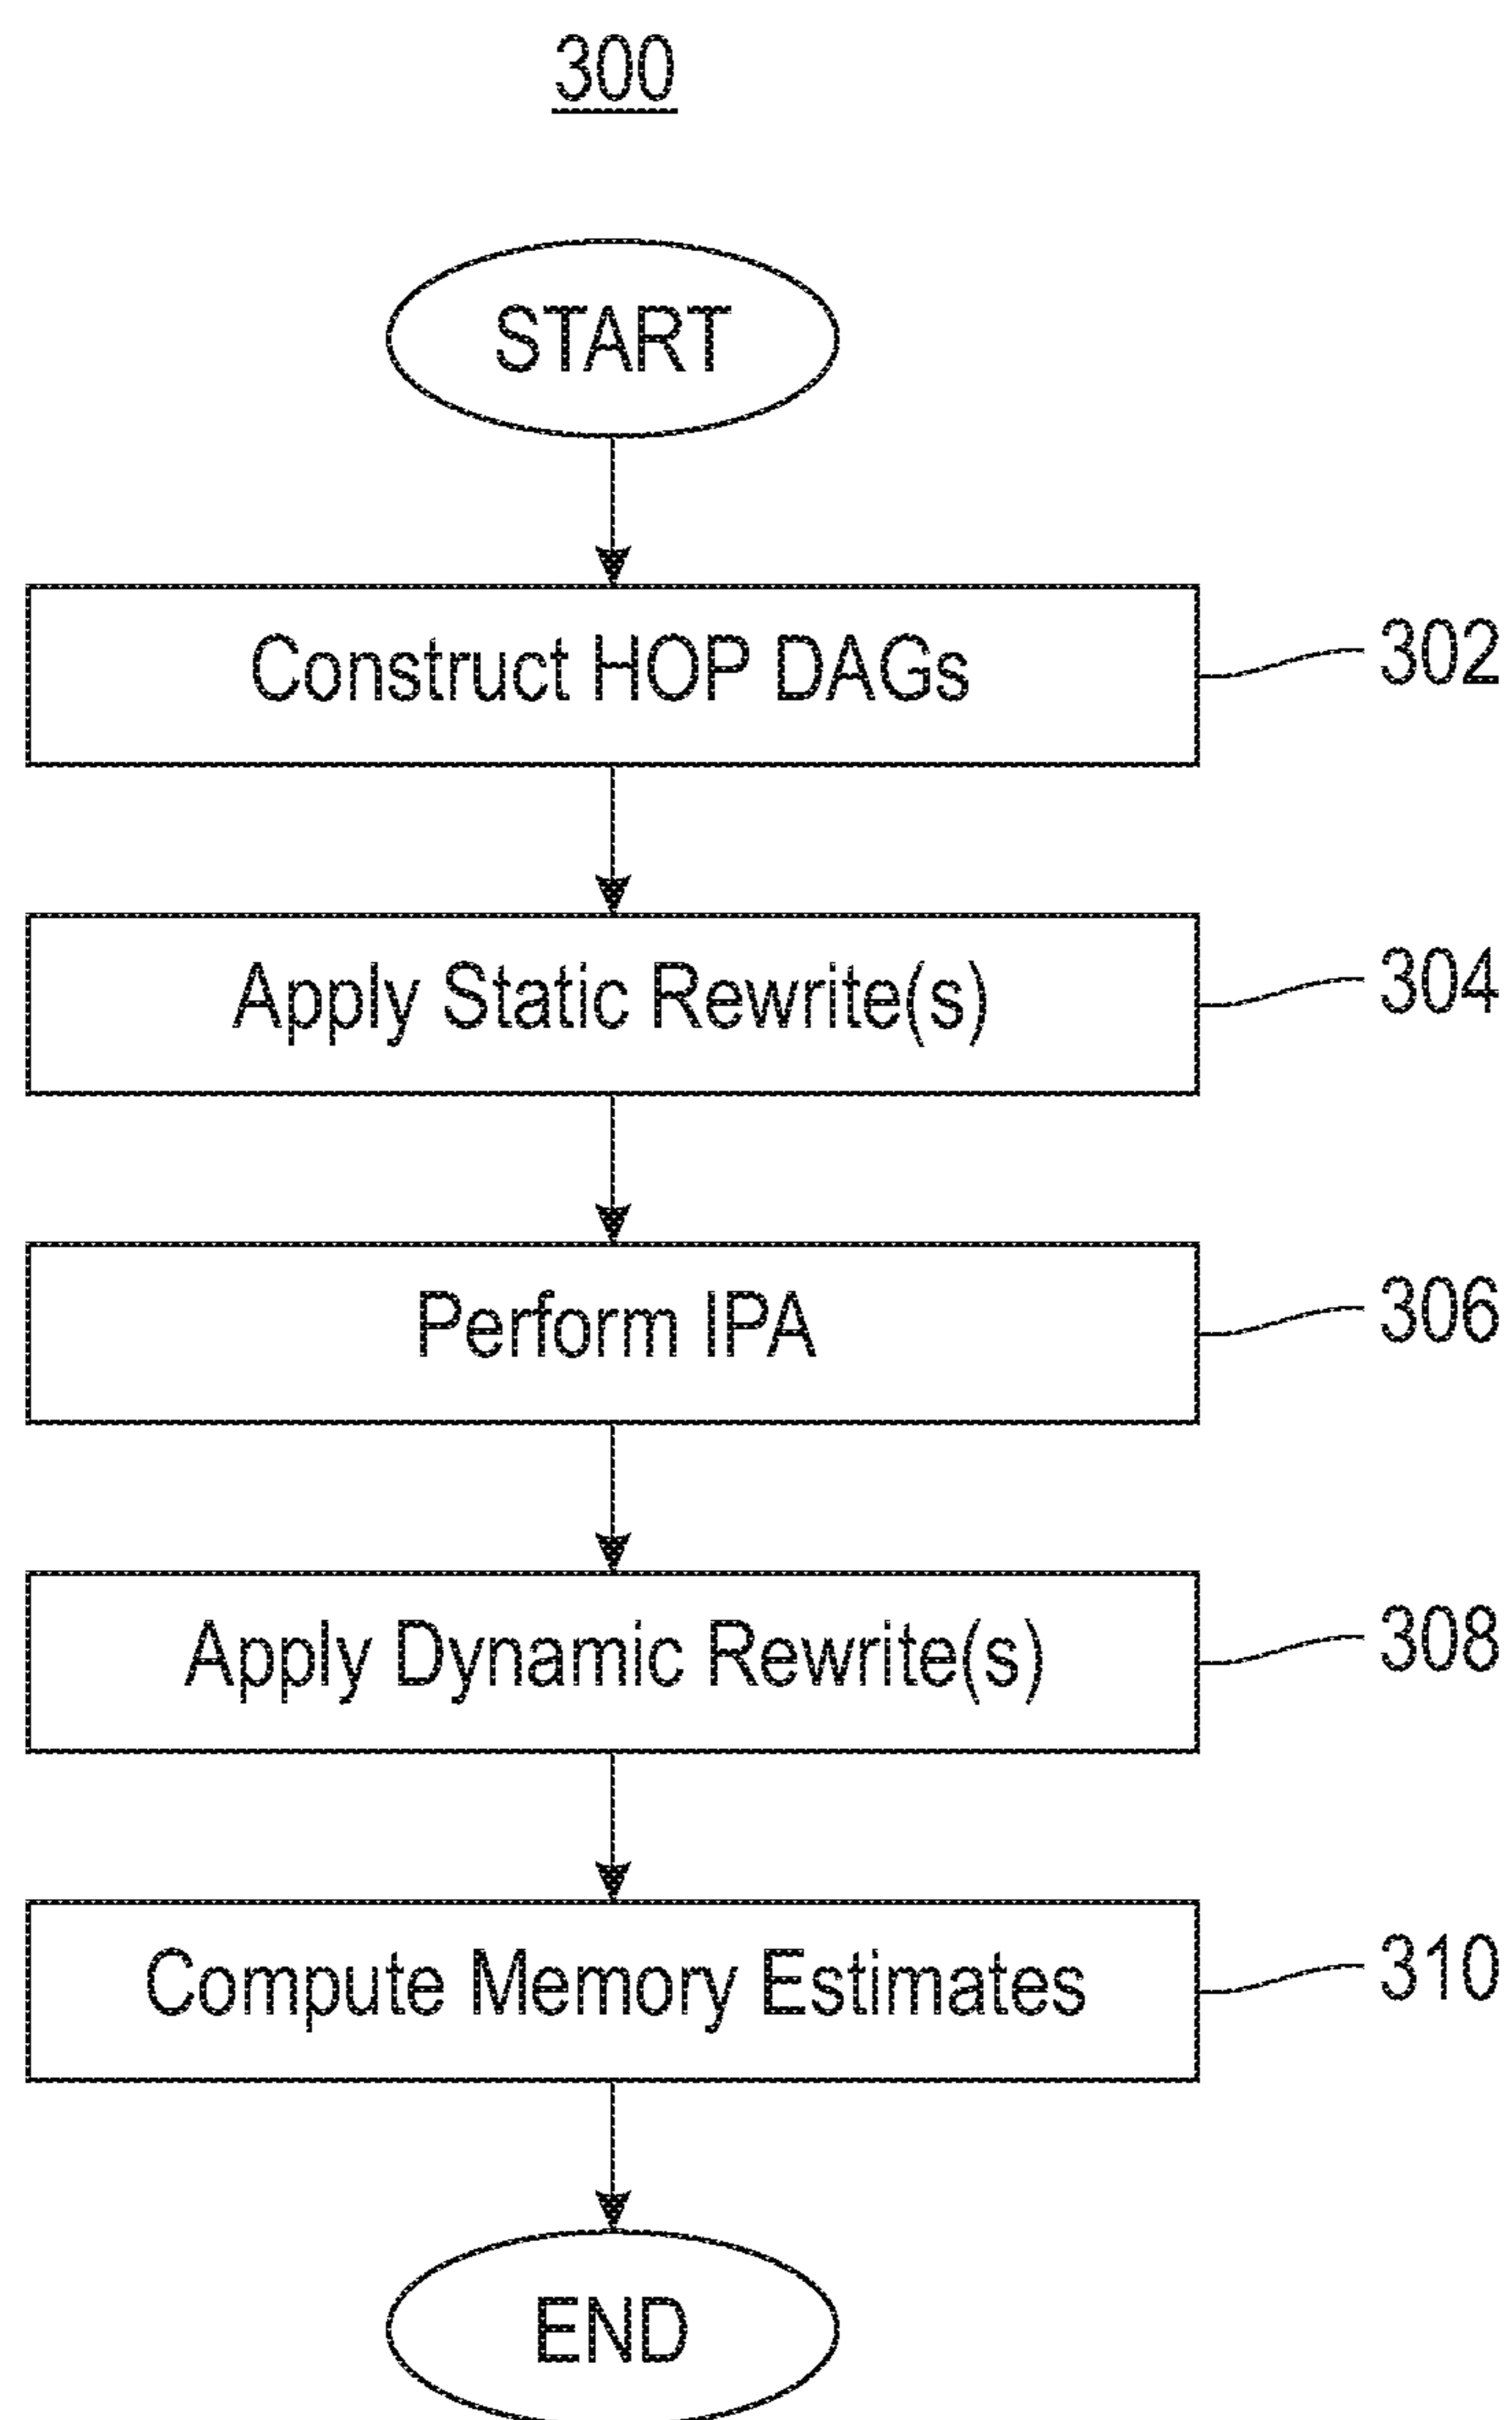 300
START
Construct HOP DAGs
302
Apply Static Rewrite(s)
304
Perform IPA
306
Apply Dynamic Rewrite(s)
308
Compute Memory Estimates
310
END